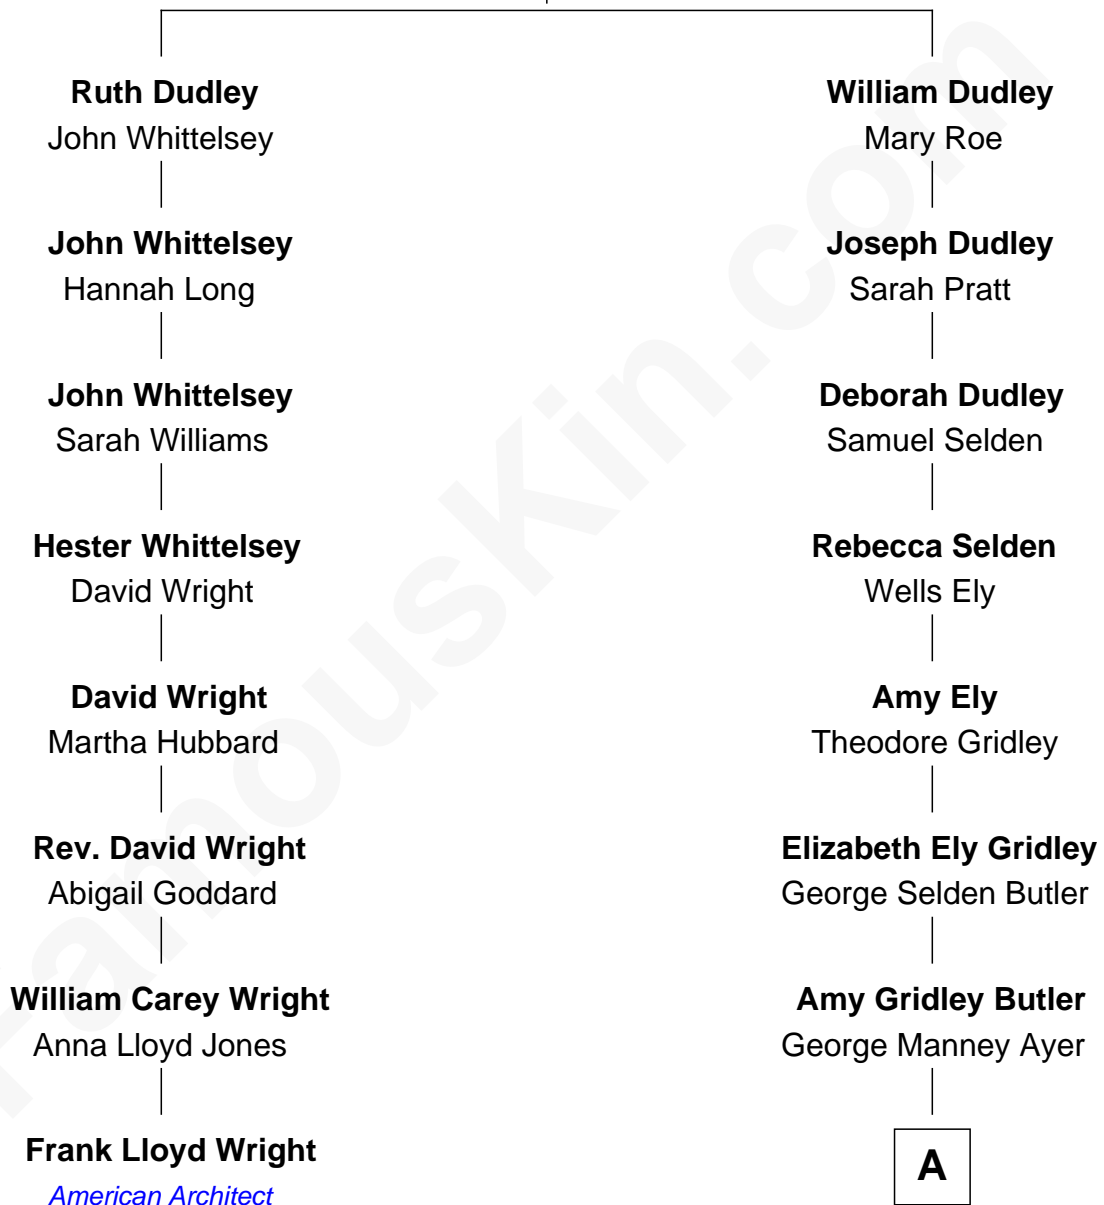 Ruth Dudley
John Whittelsey
John Whittelsey
Hannah Long
John Whittelsey
Sarah Williams
Hester Whittelsey
David Wright
David Wright
Martha Hubbard
Rev. David Wright
Abigail Goddard
William Carey Wright
Anna Lloyd Jones
Frank Lloyd Wright
American Architect
William Dudley
Mary Roe
Joseph Dudley
Sarah Pratt
Deborah Dudley
Samuel Selden
Rebecca Selden
Wells Ely
Amy Ely
Theodore Gridley
Elizabeth Ely Gridley
George Selden Butler
Amy Gridley Butler
George Manney Ayer
A
FamousKin.com